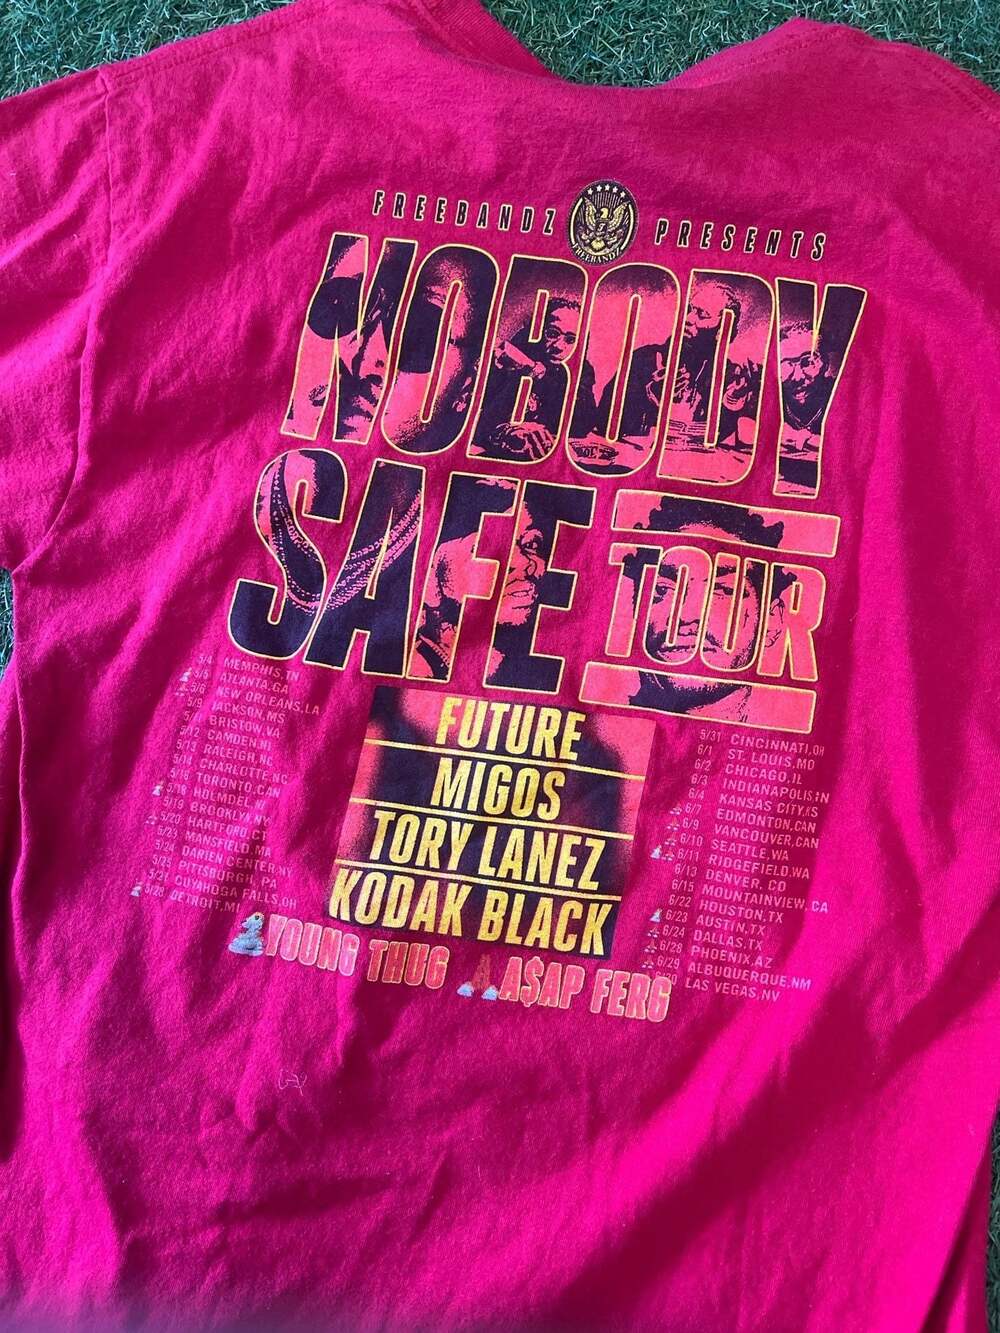 FREEBANDZ PRESENTS
FREEBANDZ
NOBODY
SAFE TOUR
5/4 MEMPHIS, TN
5/5 ATLANTA, GA
5/6 NEW ORLEANS, LA
5/9 JACKSON, MS
5/11 BRISTOW, VA
5/12 CAMDEN, NJ
5/13 RALEIGH, NC
5/14 CHARLOTTE, NC
5/16 TORONTO, CAN
5/18 HOLMDEL, NJ
5/19 BROOKLYN, NY
5/20 HARTFORD, CT
5/23 MANSFIELD, MA
5/24 DARIEN CENTER, NY
5/25 PITTSBURGH, PA
5/27 CUYAHOGA FALLS, OH
5/28 DETROIT, MI
FUTURE
MIGOS
TORY LANEZ
KODAK BLACK
YOUNG THUG A$AP FERG
5/31 CINCINNATI, OH
6/1 ST. LOUIS, MO
6/2 CHICAGO, IL
6/3 INDIANAPOLIS, IN
6/4 KANSAS CITY, KS
6/7 EDMONTON, CAN
6/9 VANCOUVER, CAN
6/10 SEATTLE, WA
6/11 RIDGEFIELD, WA
6/13 DENVER, CO
6/15 MOUNTAINVIEW, CA
6/22 HOUSTON, TX
6/23 AUSTIN, TX
6/24 DALLAS, TX
6/28 PHOENIX, AZ
6/29 ALBUQUERQUE, NM
6/30 LAS VEGAS, NV